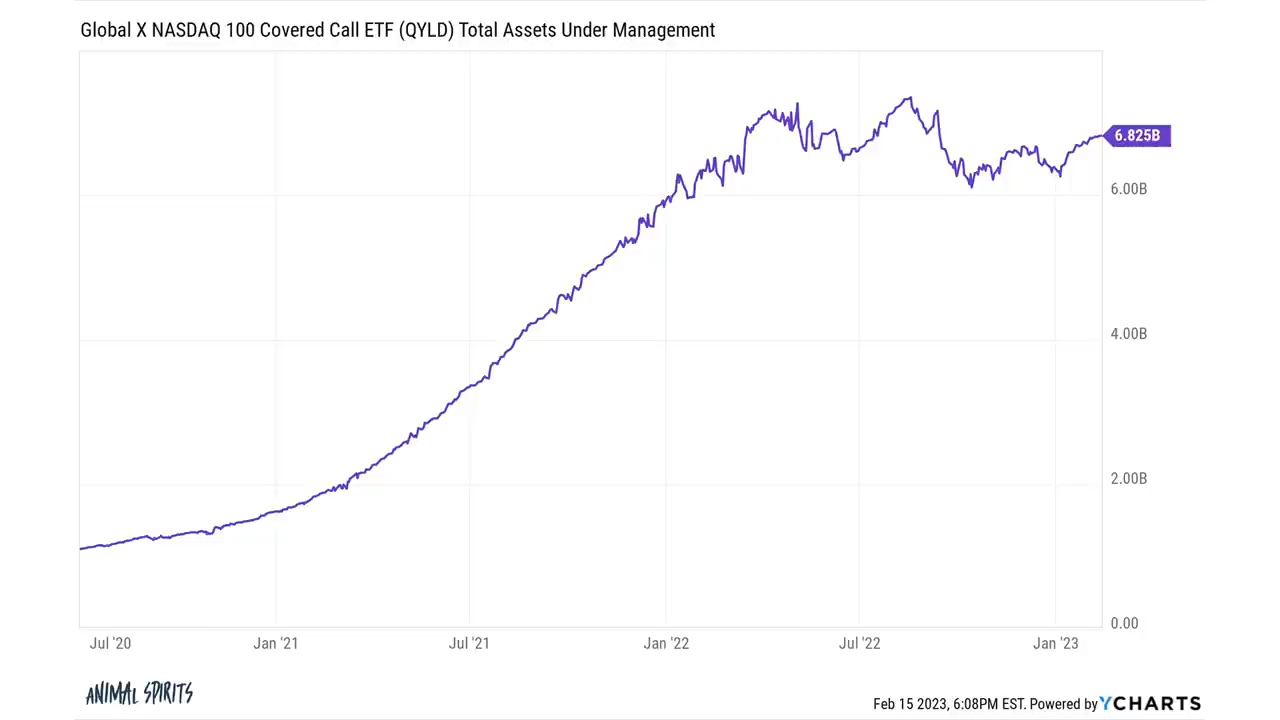 Global X NASDAQ 100 Covered Call ETF (QYLD) Total Assets Under Management
6.825B
6.00B
4.00B
2.00B
0.00
Jul '20 Jan '21 Jul '21 Jan '22 Jul '22 Jan '23
ANIMAL SPIRITS
Feb 15 2023, 6:08PM EST. Powered by YCHARTS